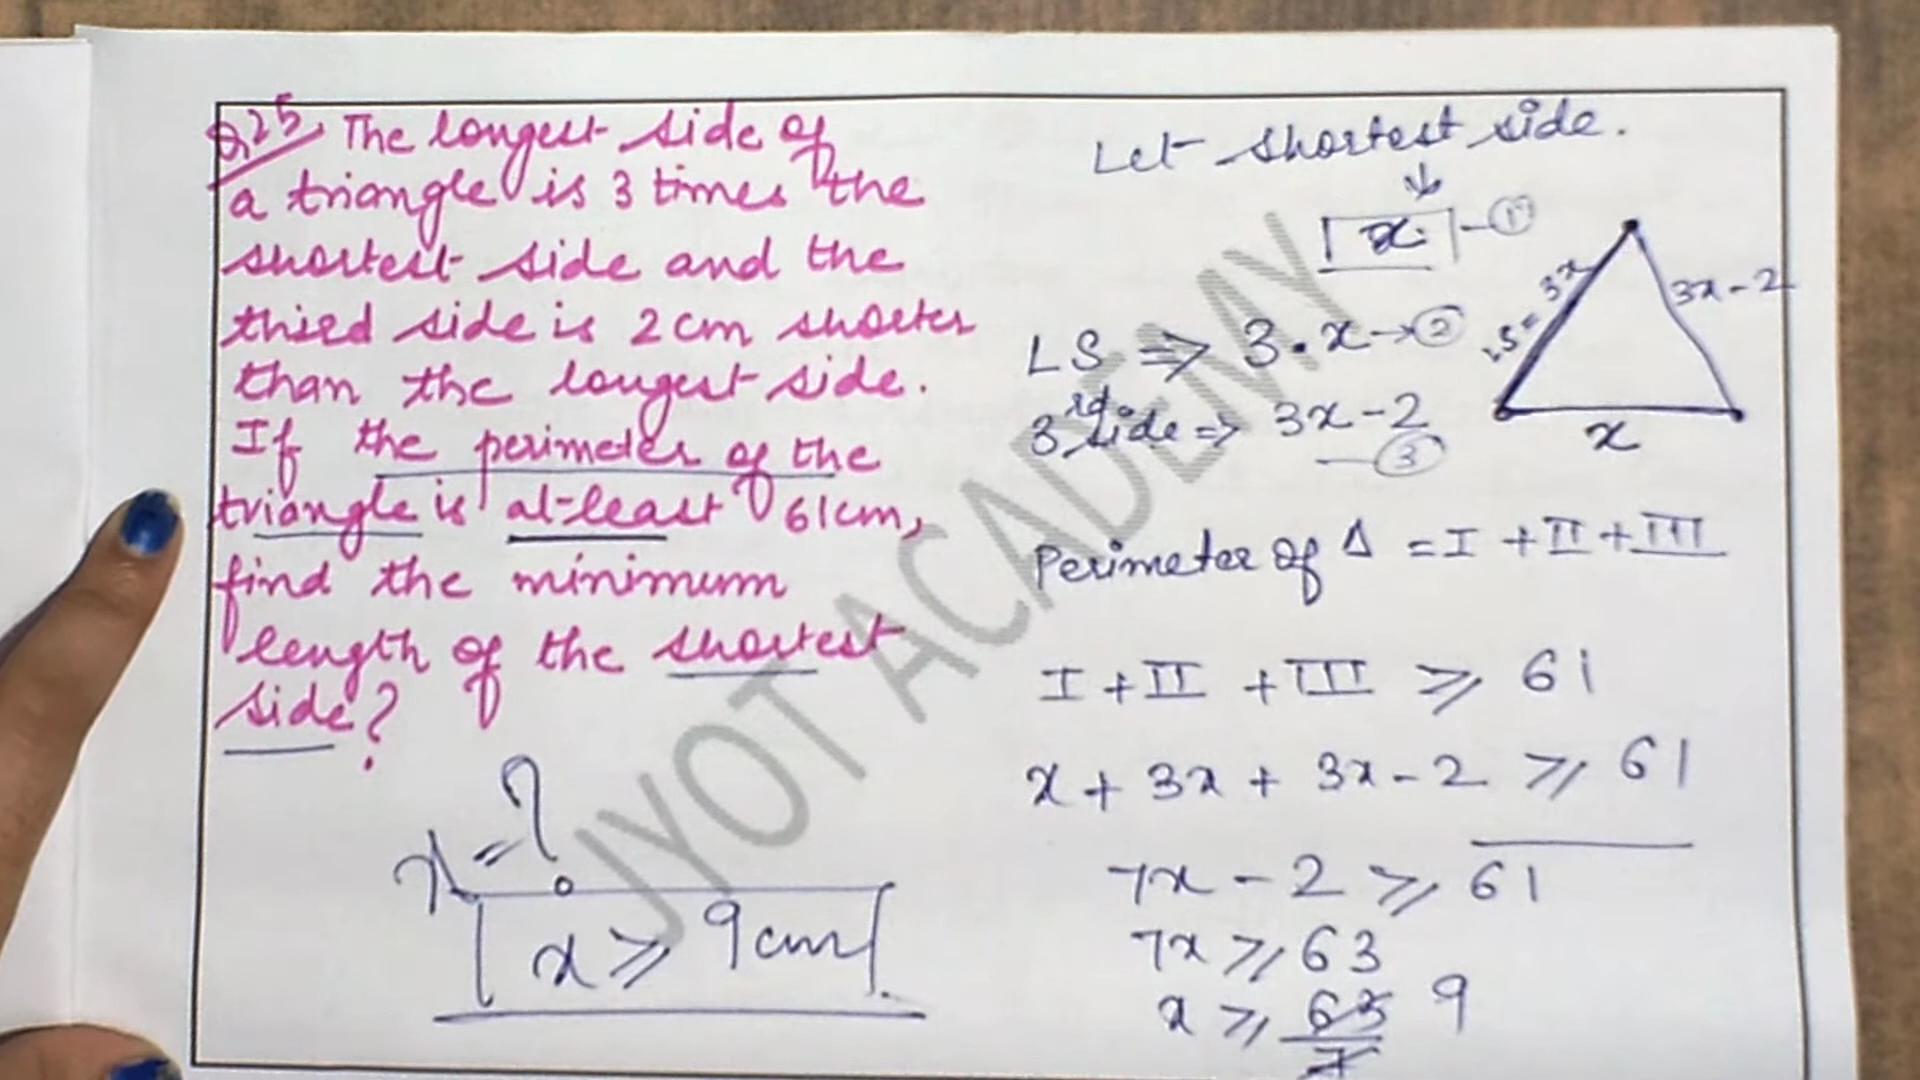 Q25, The longest side of
a triangle is 3 times the
shortest side and the
third side is 2cm shorter
than the longest side.
If the perimeter of the
triangle is at-least 61cm,
find the minimum
length of the shortest
side?
x=?
x ≥ 9cm
Let shortest side.
↓
x - ①
LS ⇒ 3.x → ②
3rd side ⇒ 3x-2
- ③
LS = 3x
3x-2
x
Perimeter of Δ = I + II + III
I + II + III ≥ 61
x + 3x + 3x - 2 ≥ 61
7x - 2 ≥ 61
7x ≥ 63
x ≥ 63/7 9
JYOT ACADEMY